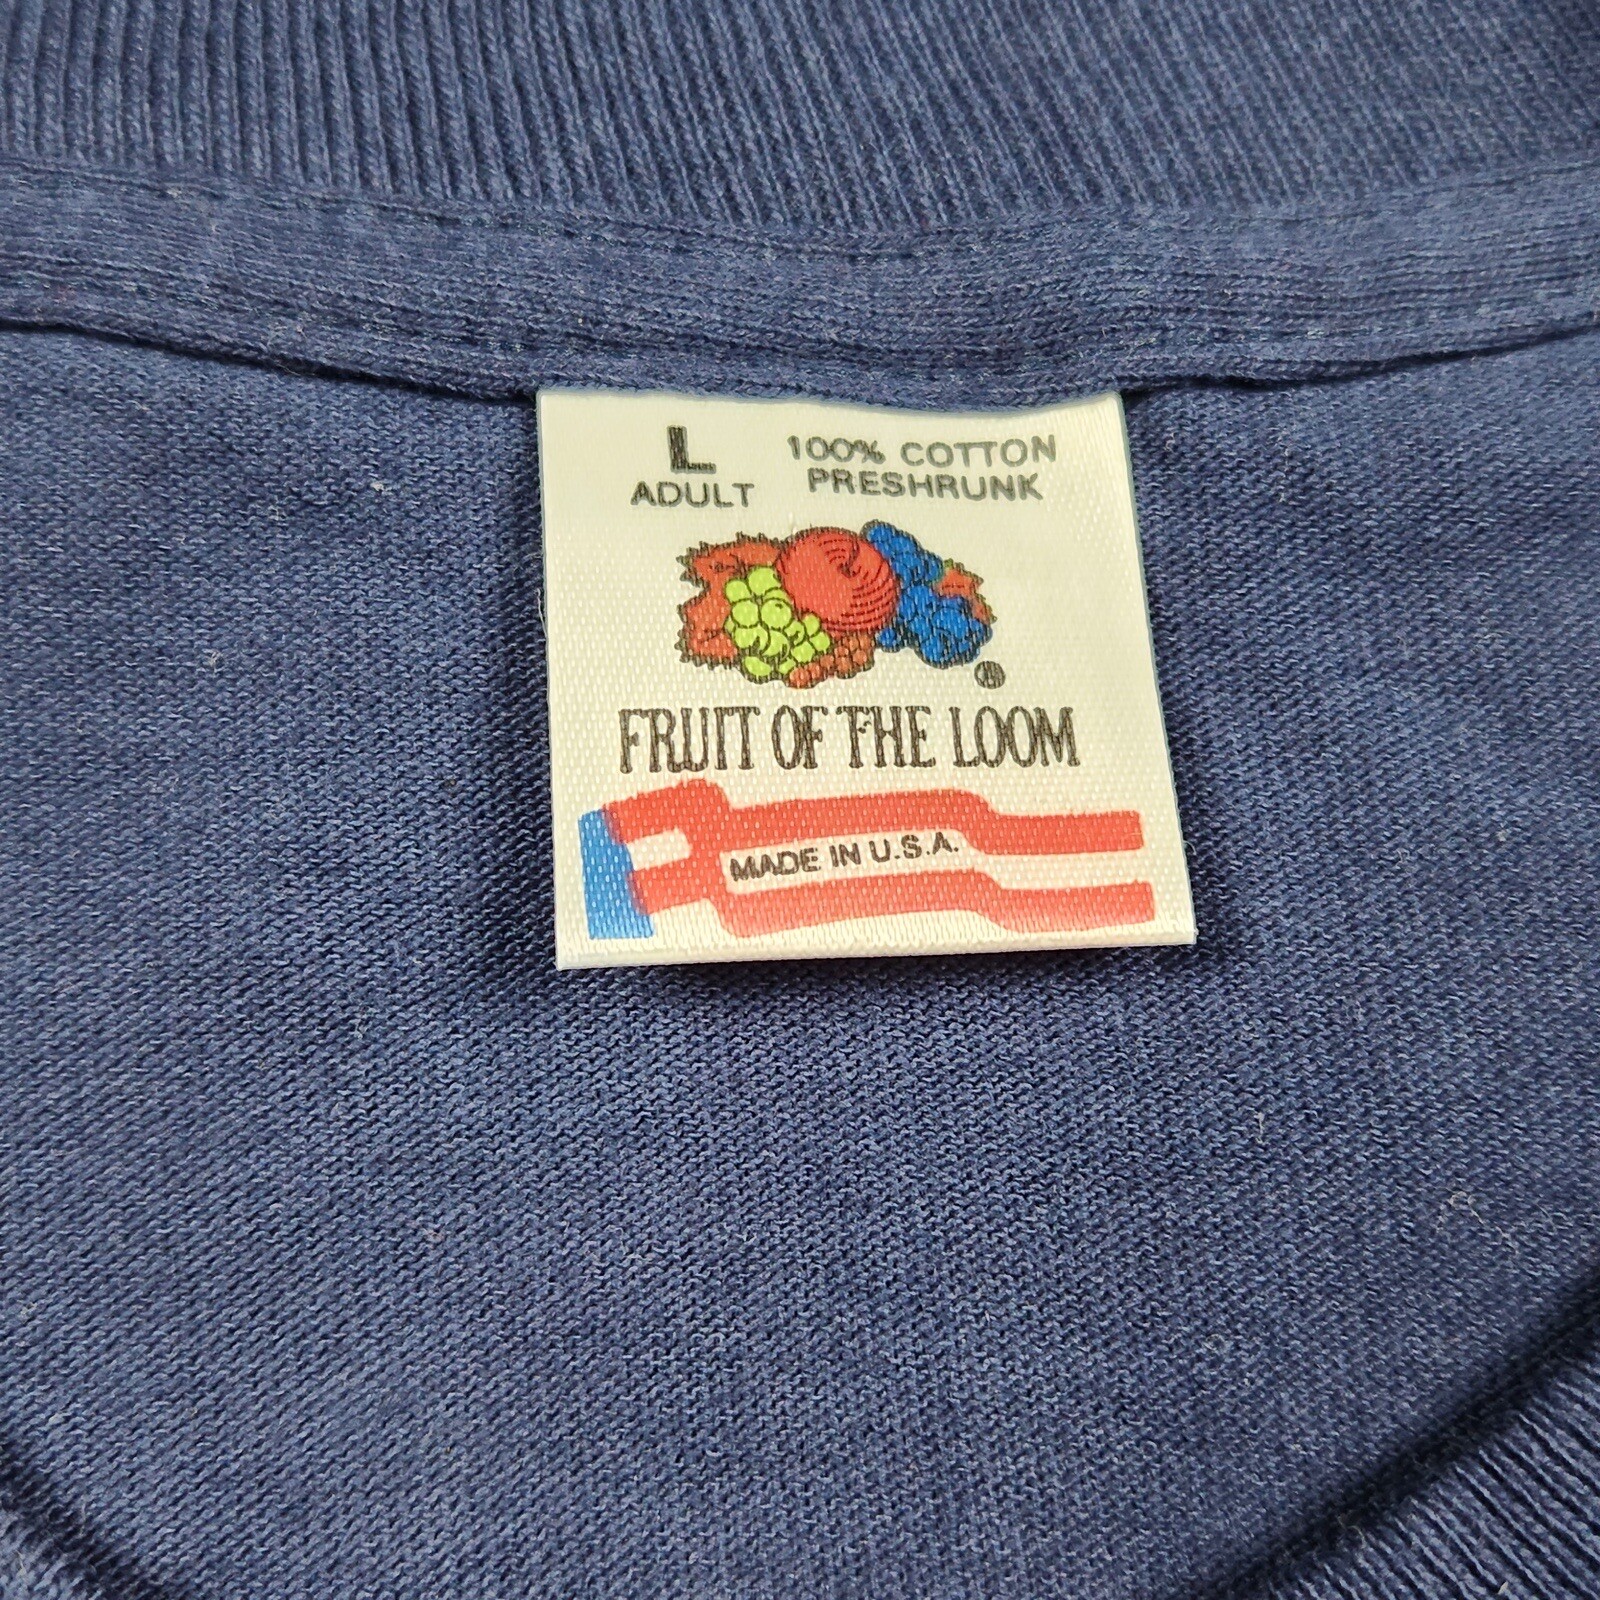 L
ADULT
100% COTTON
PRESHRUNK
®
FRUIT OF THE LOOM
MADE IN U.S.A.